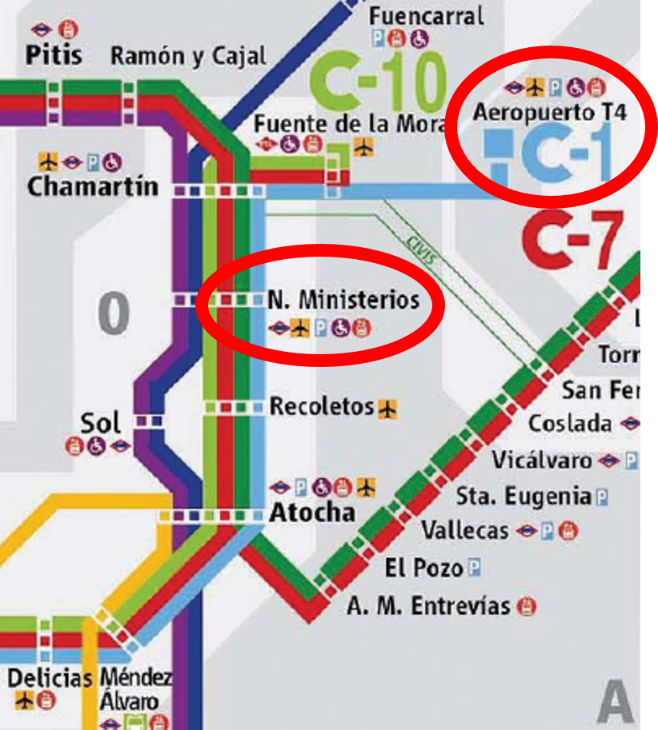 Fuencarral
Pitis
Ramón y Cajal
C-10
Aeropuerto T4
Fuente de la Mora
C-1
Chamartín
C-7
CIVIS
N. Ministerios
O
Torr
San Fer
Recoletos
Coslada
Sol
Vicálvaro
Sta. Eugenia
Atocha
Vallecas
El Pozo
A. M. Entrevías
Delicias
Méndez
Álvaro
A